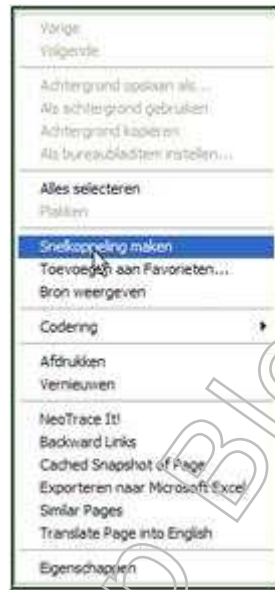 Vorige
Volgende
Achtergrond opslaan als...
Als achtergrond gebruiken
Achtergrond kopiëren
Als bureaubladitem instellen...
Alles selecteren
Plakken
Snelkoppeling maken
Toevoegen aan Favorieten...
Bron weergeven
Codering
Afdrukken
Vernieuwen
NeoTrace It!
Backward Links
Cached Snapshot of Page
Exporteren naar Microsoft Excel
Similar Pages
Translate Page into English
Eigenschappen